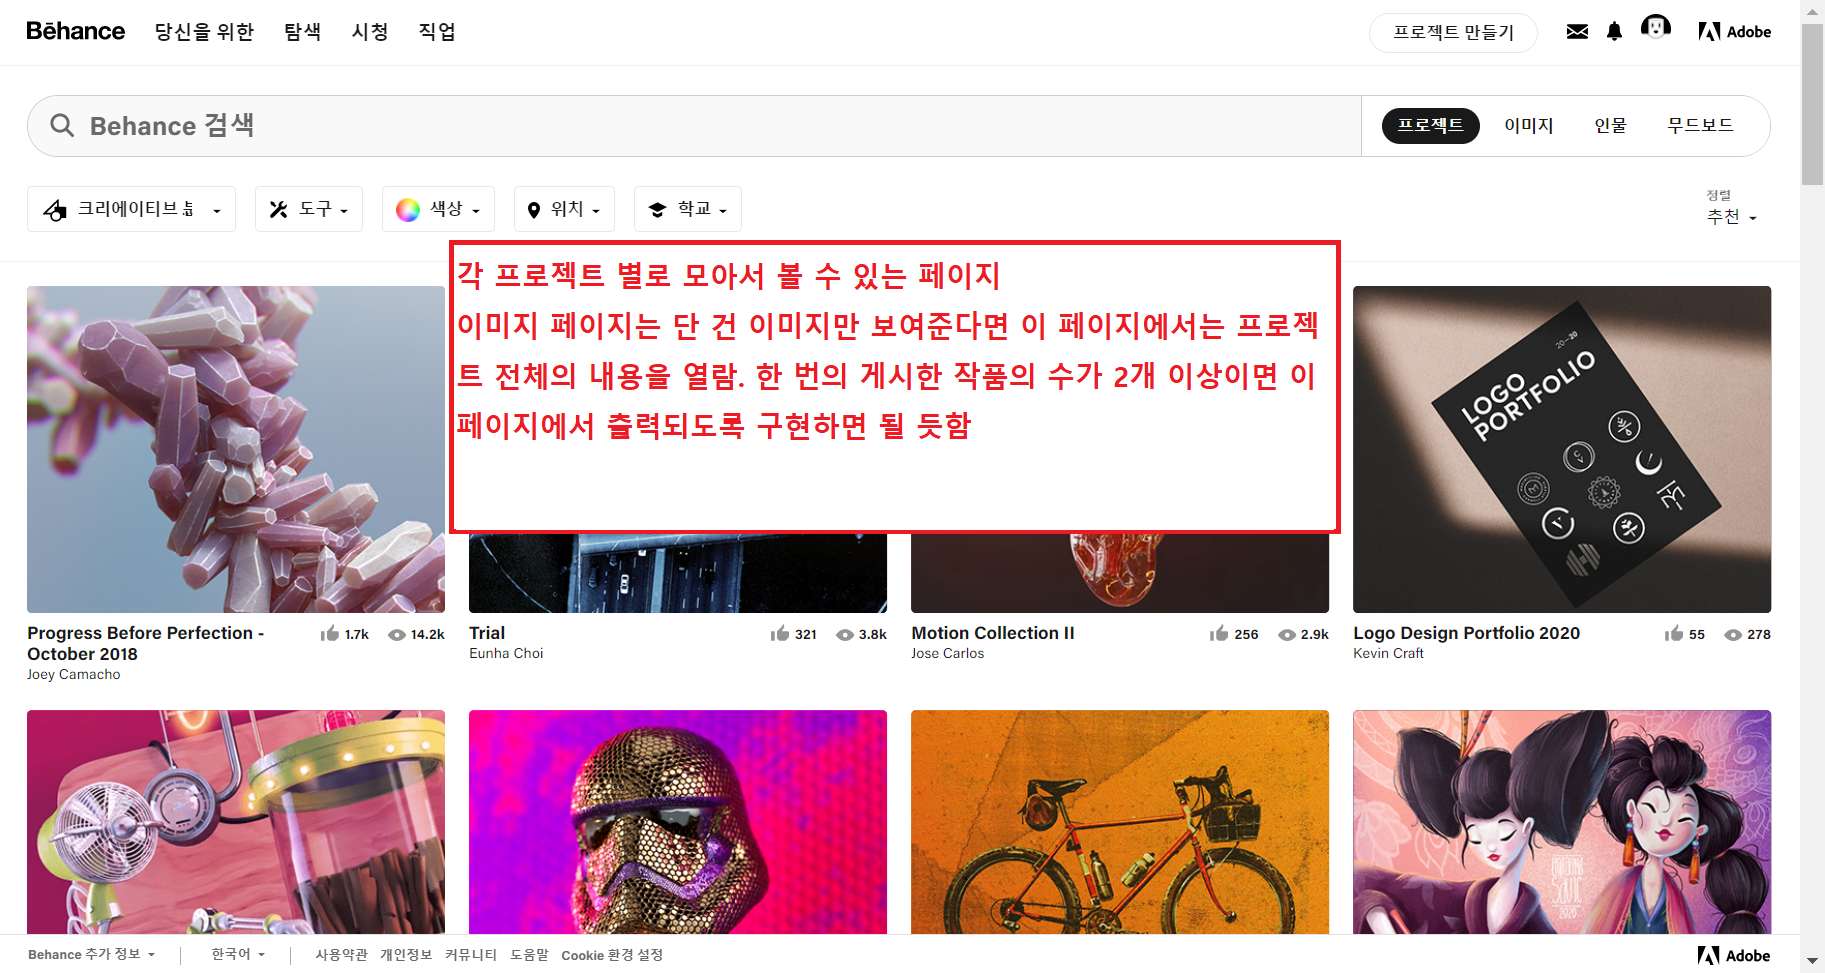 Bēhance 당신을 위한 탐색 시청 직업 프로젝트 만들기 Adobe
Behance 검색 프로젝트 이미지 인물 무드보드
크리에이티브 도구 색상 위치 학교
정렬
추천
각 프로젝트 별로 모아서 볼 수 있는 페이지
이미지 페이지는 단 건 이미지만 보여준다면 이 페이지에서는 프로젝
트 전체의 내용을 열람. 한 번의 게시한 작품의 수가 2개 이상이면 이
페이지에서 츨력되도록 구현하면 될 듯함
20—20
LOGO
PORTFOLIO
Progress Before Perfection - 1.7k 14.2k
October 2018
Joey Camacho
Trial 321 3.8k
Eunha Choi
Motion Collection II 256 2.9k
Jose Carlos
Logo Design Portfolio 2020 55 278
Kevin Craft
2020
Behance 추가 정보 한국어 사용약관 개인정보 커뮤니티 도움말 Cookie 환경 설정 Adobe